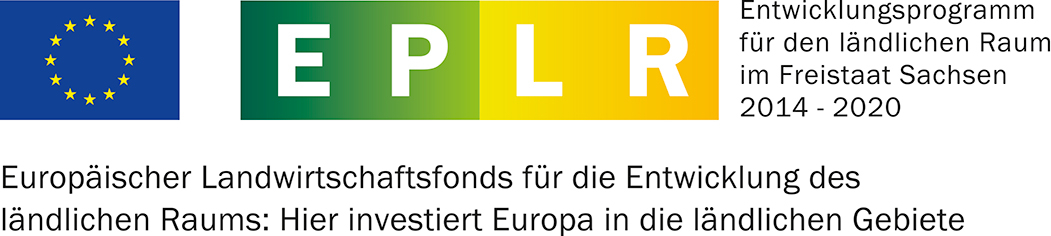 EPLR
Entwicklungsprogramm
für den ländlichen Raum
im Freistaat Sachsen
2014 - 2020
Europäischer Landwirtschaftsfonds für die Entwicklung des
ländlichen Raums: Hier investiert Europa in die ländlichen Gebiete